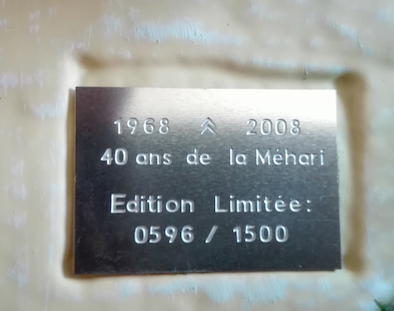 1968 2008
40 ans de la Méhari
Edition Limitée:
0596 / 1500